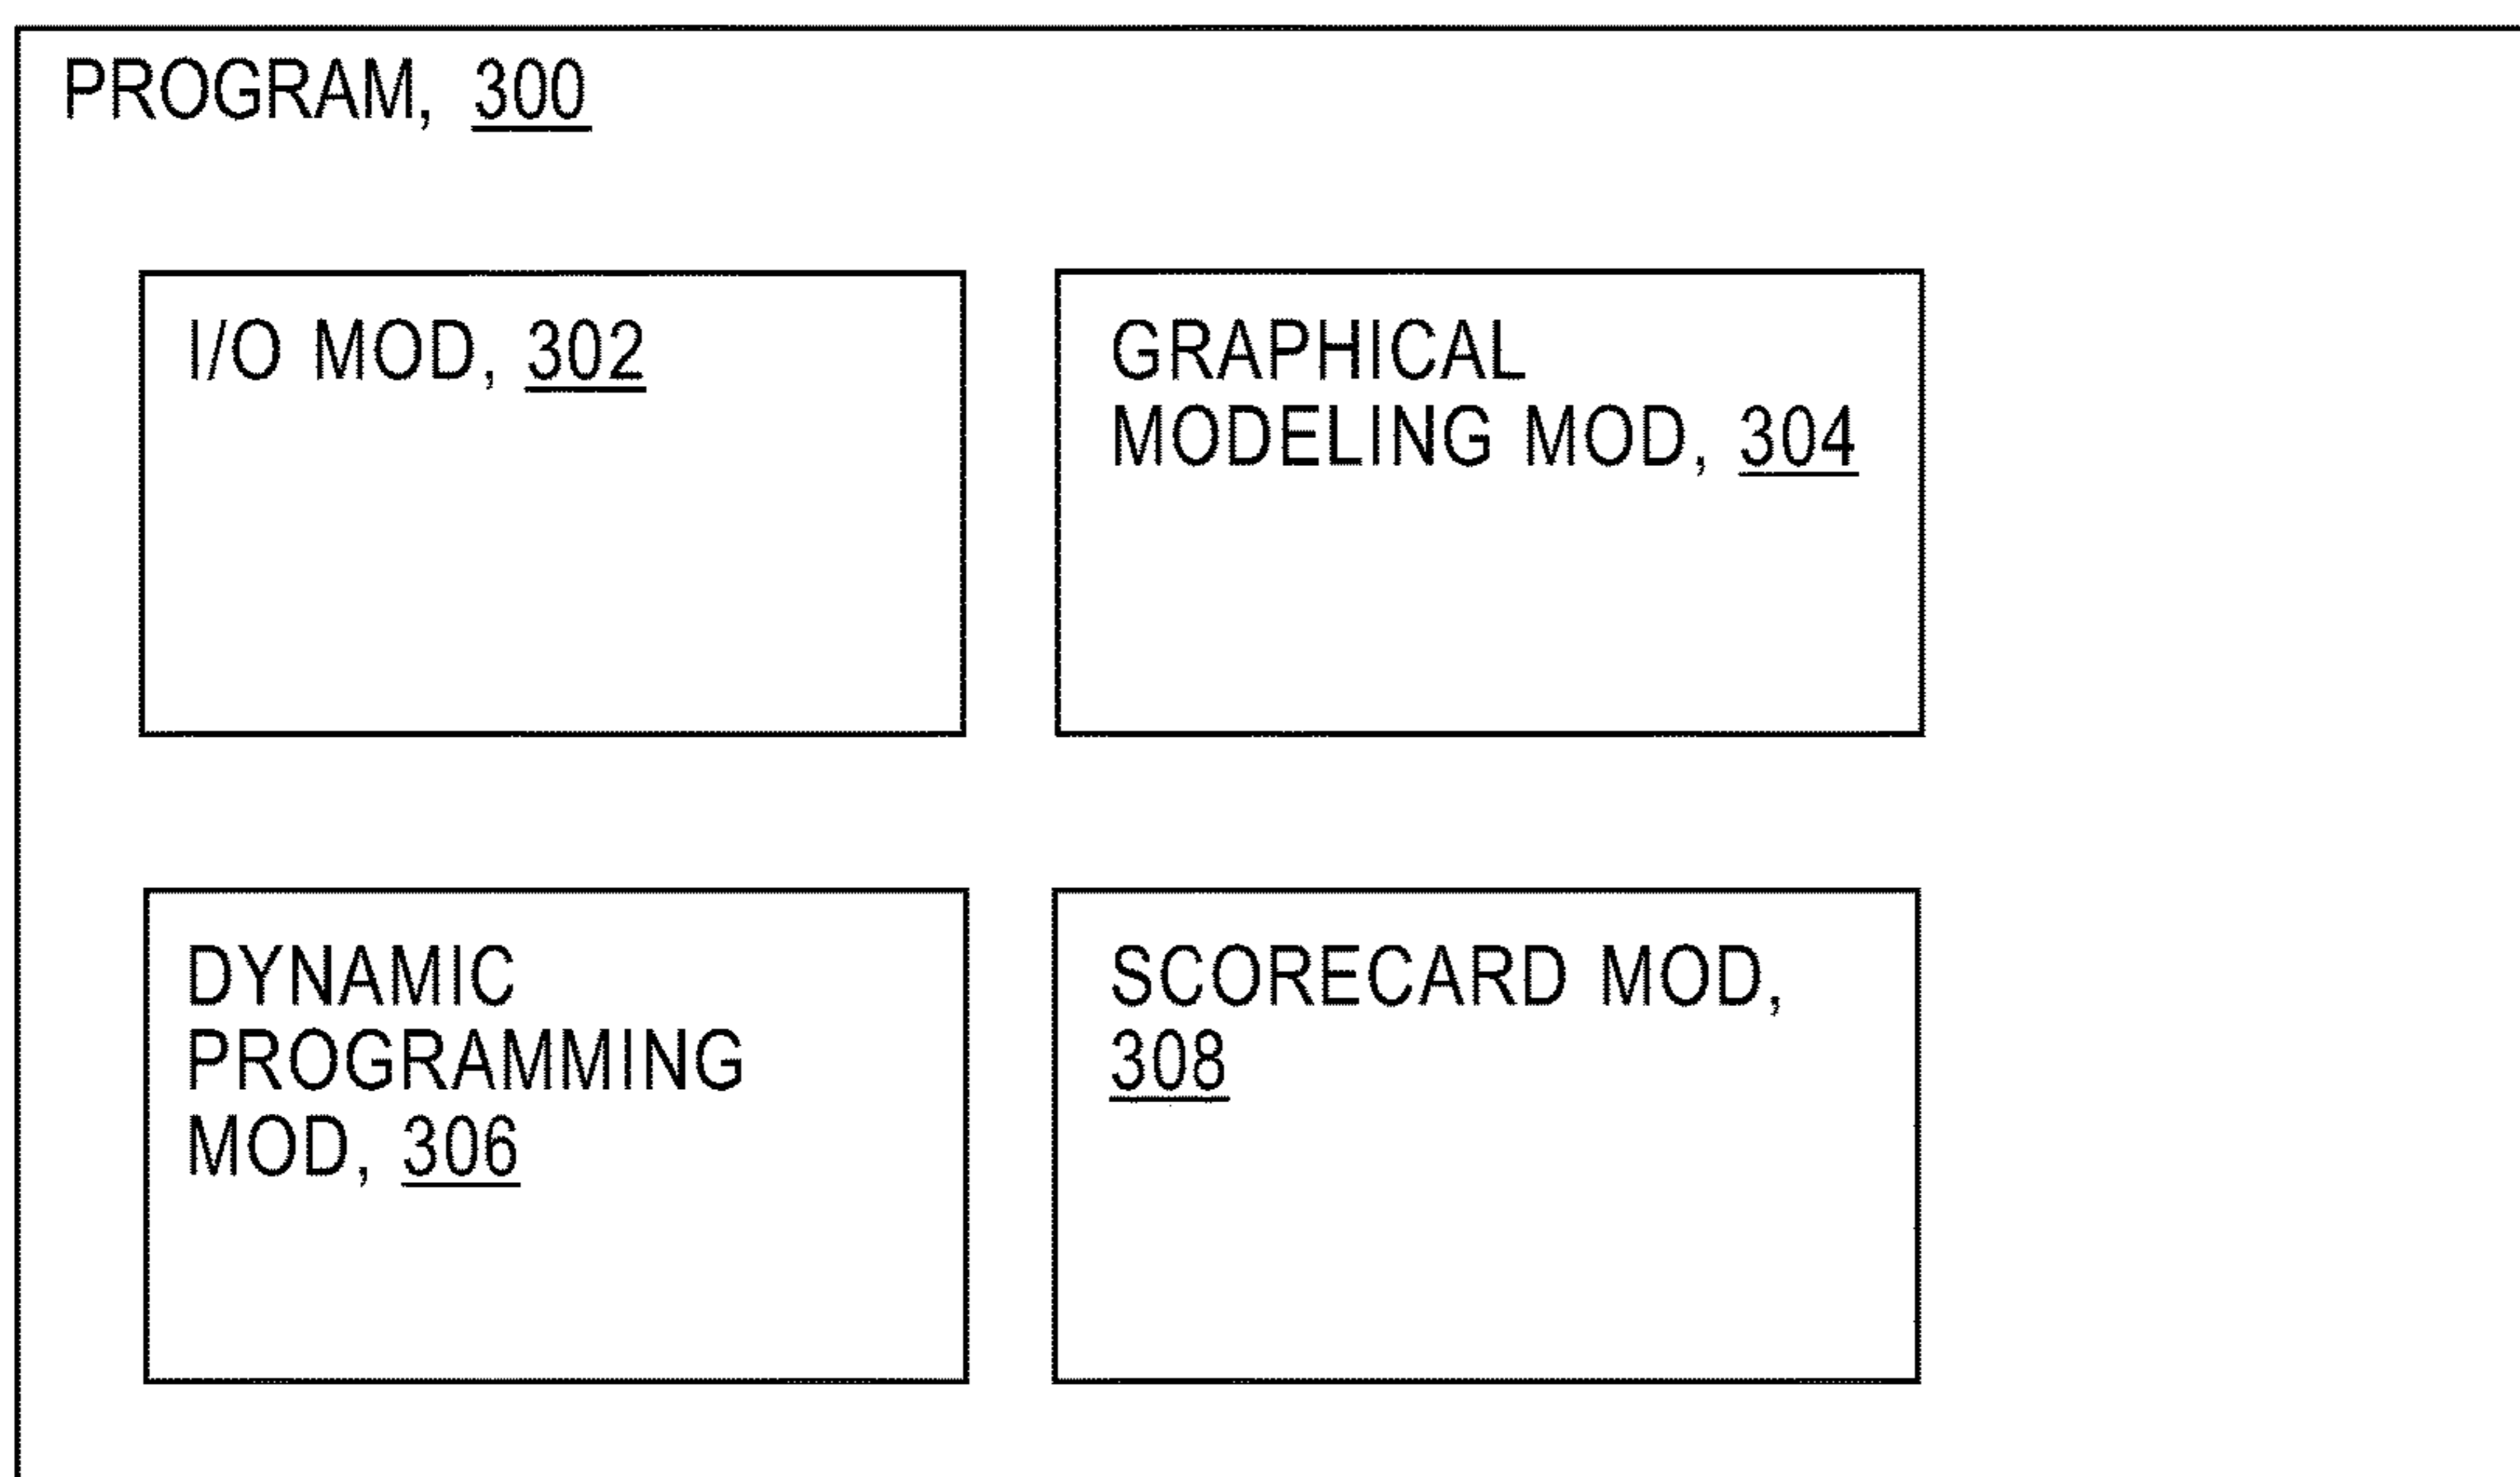 PROGRAM, 300
I/O MOD, 302
GRAPHICAL
MODELING MOD, 304
DYNAMIC
PROGRAMMING
MOD, 306
SCORECARD MOD,
308